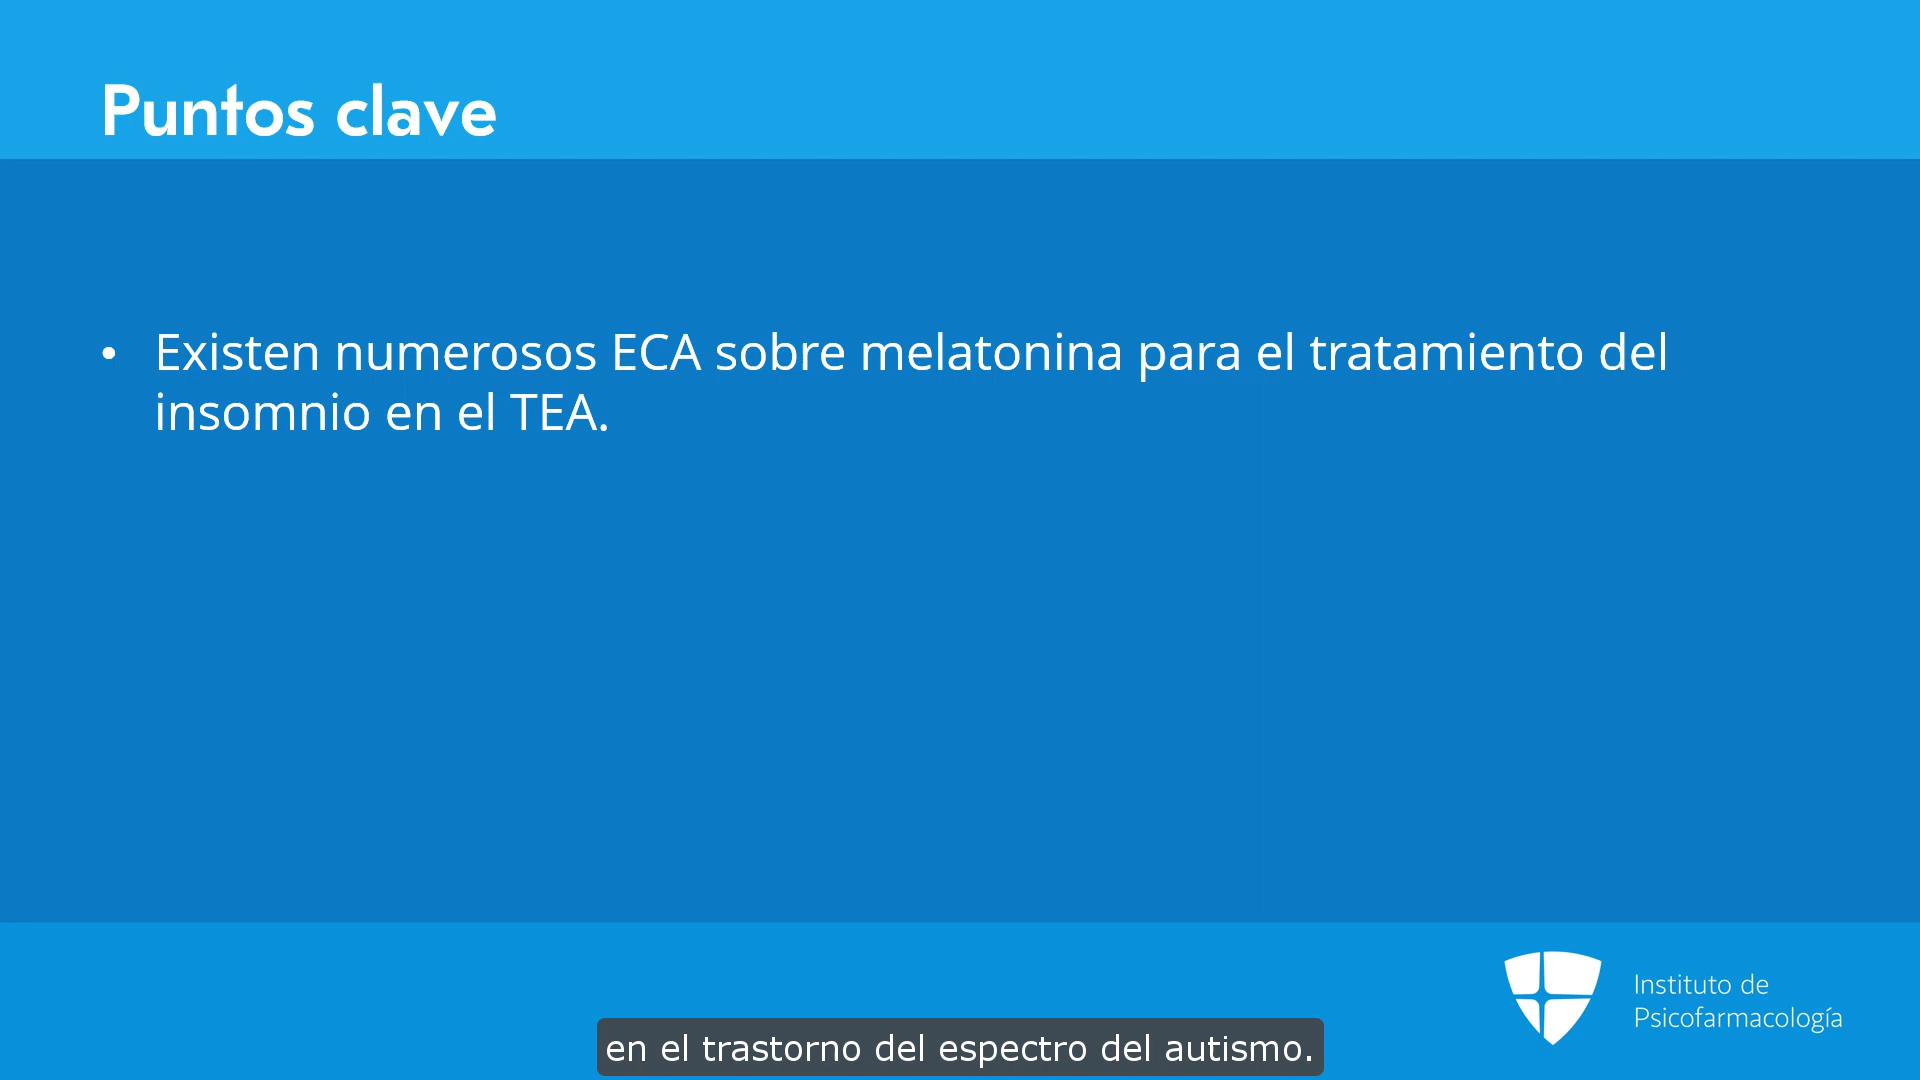 Puntos clave
• Existen numerosos ECA sobre melatonina para el tratamiento del
insomnio en el TEA.
Instituto de
Psicofarmacología
en el trastorno del espectro del autismo.